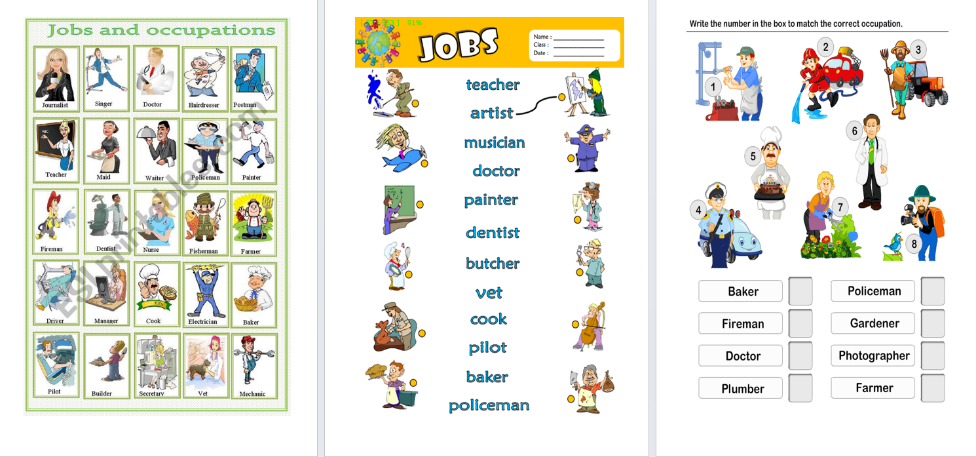 Jobs and occupations
Journalist Singer Doctor Hairdresser Postman
Teacher Maid Waiter Policeman Painter
Fireman Dentist Nurse Fisherman Farmer
Driver Manager Cook Electrician Baker
Pilot Builder Secretary Vet Mechanic
JOBS
Name :
Class :
Date :
teacher
artist
musician
doctor
painter
dentist
butcher
vet
cook
pilot
baker
policeman
Write the number in the box to match the correct occupation.
1
2
3
4
5
6
7
8
Baker Policeman
Fireman Gardener
Doctor Photographer
Plumber Farmer